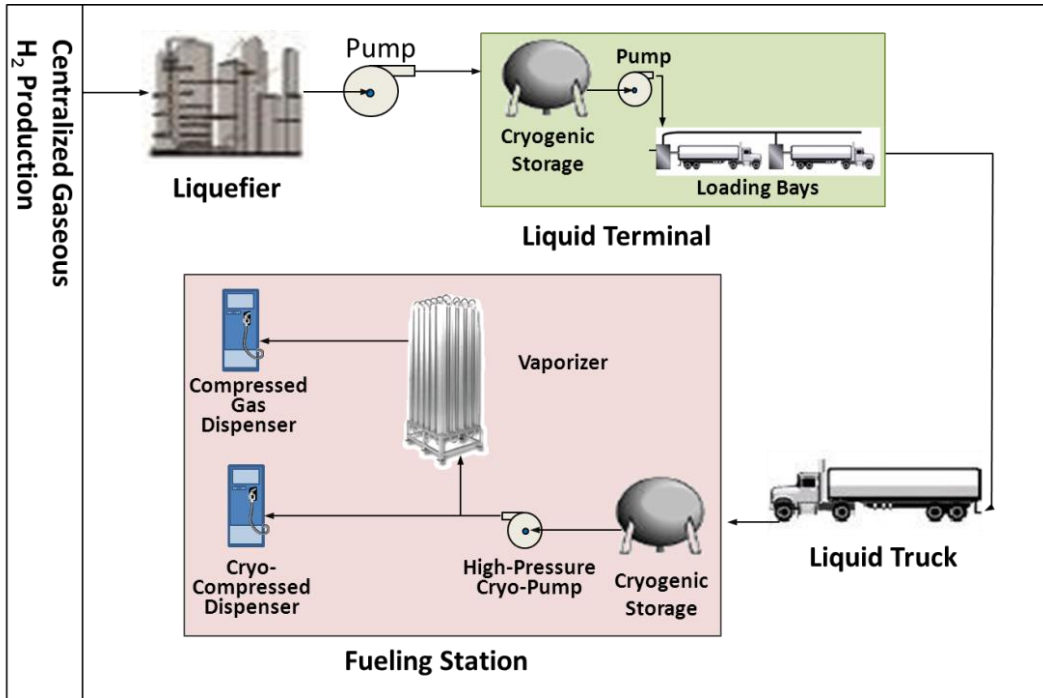 Centralized Gaseous
H₂ Production
Liquefier
Pump
Pump
Cryogenic
Storage
Loading Bays
Liquid Terminal
Compressed
Gas
Dispenser
Vaporizer
Cryo-
Compressed
Dispenser
High-Pressure
Cryo-Pump
Cryogenic
Storage
Liquid Truck
Fueling Station